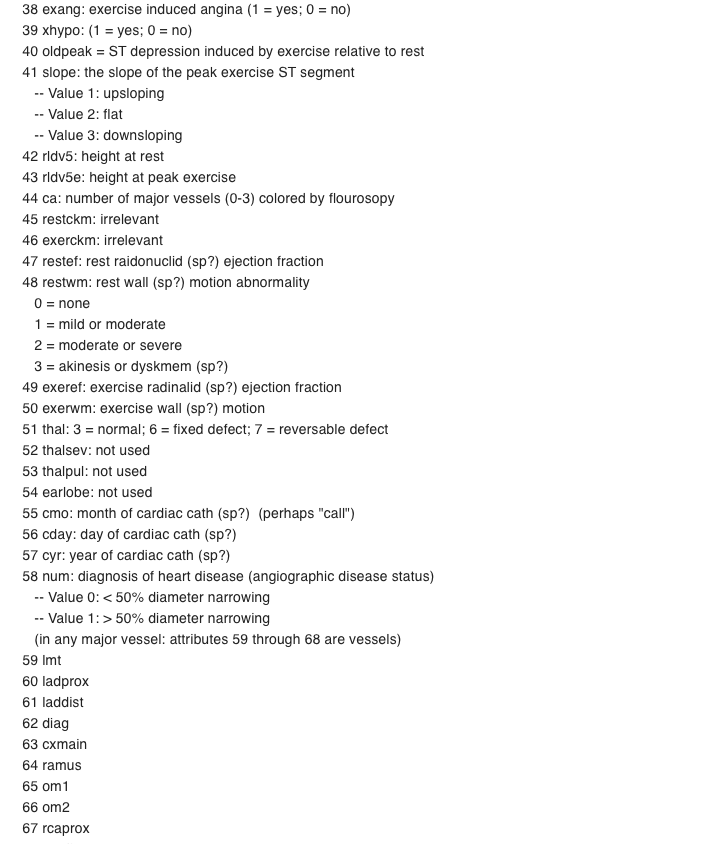 38 exang: exercise induced angina (1 = yes; 0 = no)
39 xhypo: (1 = yes; 0 = no)
40 oldpeak = ST depression induced by exercise relative to rest
41 slope: the slope of the peak exercise ST segment
-- Value 1: upsloping
-- Value 2: flat
-- Value 3: downsloping
42 rldv5: height at rest
43 rldv5e: height at peak exercise
44 ca: number of major vessels (0-3) colored by flourosopy
45 restckm: irrelevant
46 exerckm: irrelevant
47 restef: rest raidonuclid (sp?) ejection fraction
48 restwm: rest wall (sp?) motion abnormality
0 = none
1 = mild or moderate
2 = moderate or severe
3 = akinesis or dyskmem (sp?)
49 exeref: exercise radinalid (sp?) ejection fraction
50 exerwm: exercise wall (sp?) motion
51 thal: 3 = normal; 6 = fixed defect; 7 = reversable defect
52 thalsev: not used
53 thalpul: not used
54 earlobe: not used
55 cmo: month of cardiac cath (sp?)  (perhaps "call")
56 cday: day of cardiac cath (sp?)
57 cyr: year of cardiac cath (sp?)
58 num: diagnosis of heart disease (angiographic disease status)
-- Value 0: < 50% diameter narrowing
-- Value 1: > 50% diameter narrowing
(in any major vessel: attributes 59 through 68 are vessels)
59 lmt
60 ladprox
61 laddist
62 diag
63 cxmain
64 ramus
65 om1
66 om2
67 rcaprox